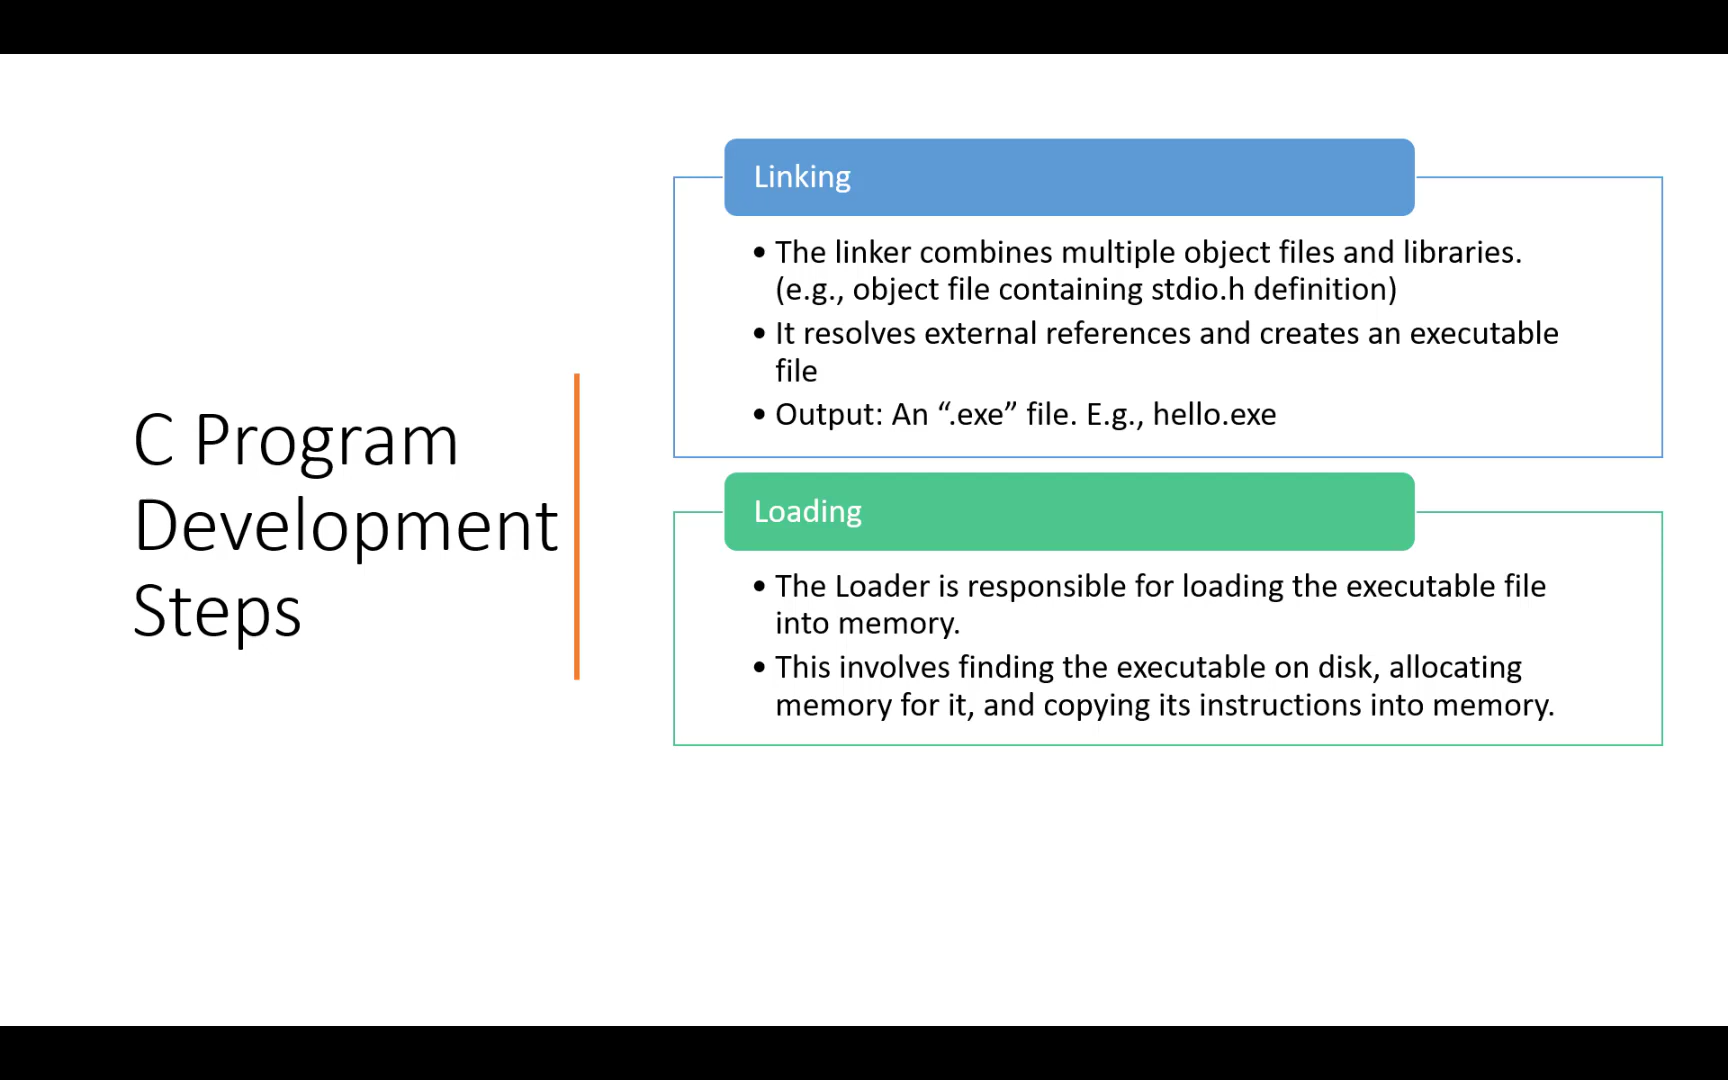 C Program
Development
Steps
Linking
• The linker combines multiple object files and libraries.
(e.g., object file containing stdio.h definition)
• It resolves external references and creates an executable
file
• Output: An “.exe” file. E.g., hello.exe
Loading
• The Loader is responsible for loading the executable file
into memory.
• This involves finding the executable on disk, allocating
memory for it, and copying its instructions into memory.